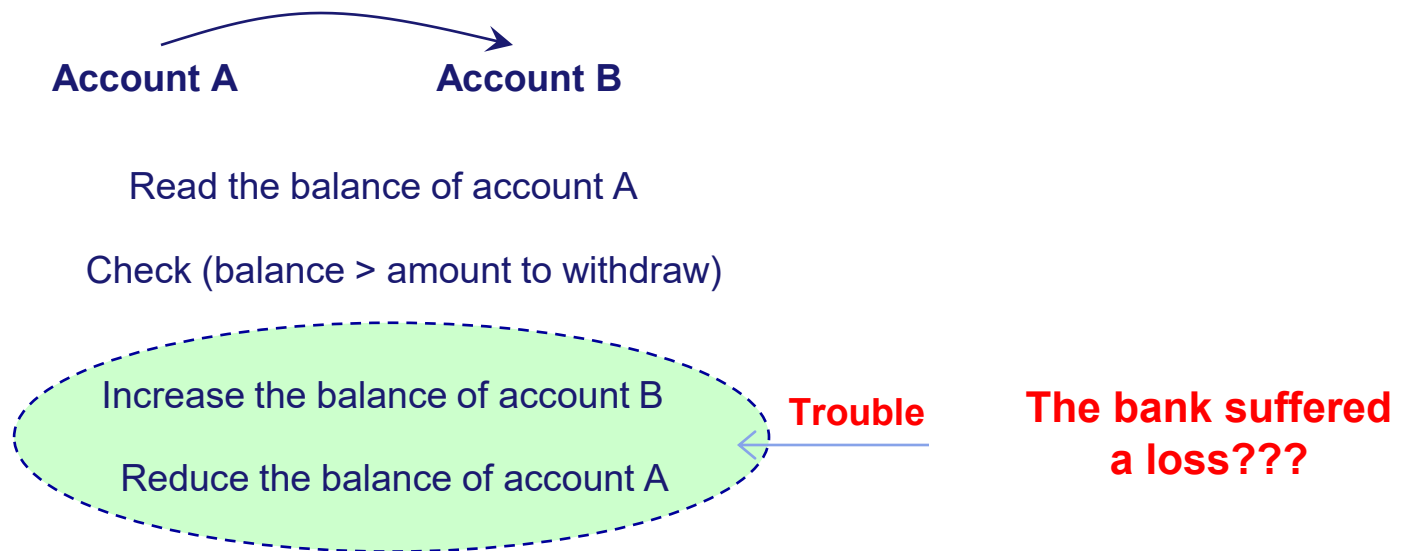 Account A Account B
Read the balance of account A
Check (balance > amount to withdraw)
Increase the balance of account B
Reduce the balance of account A
Trouble
The bank suffered
a loss???